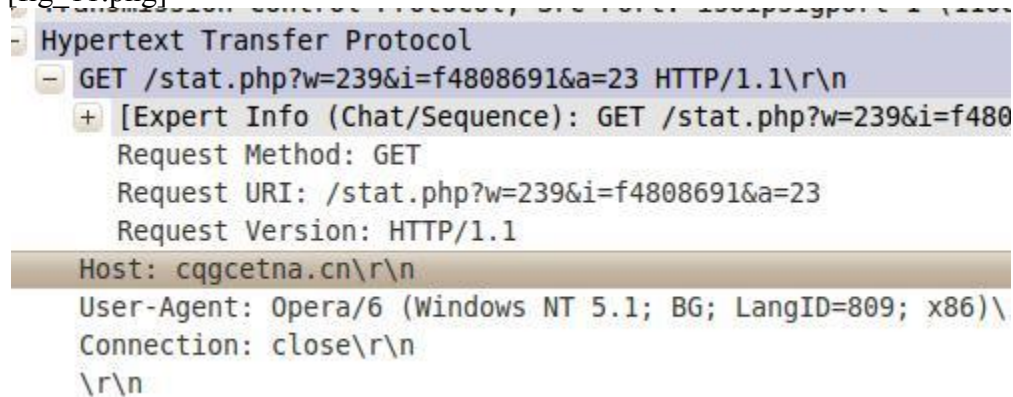 Hypertext Transfer Protocol
GET /stat.php?w=239&i=f4808691&a=23 HTTP/1.1\r\n
[Expert Info (Chat/Sequence): GET /stat.php?w=239&i=f480
Request Method: GET
Request URI: /stat.php?w=239&i=f4808691&a=23
Request Version: HTTP/1.1
Host: cqgcetna.cn\r\n
User-Agent: Opera/6 (Windows NT 5.1; BG; LangID=809; x86)\
Connection: close\r\n
\r\n